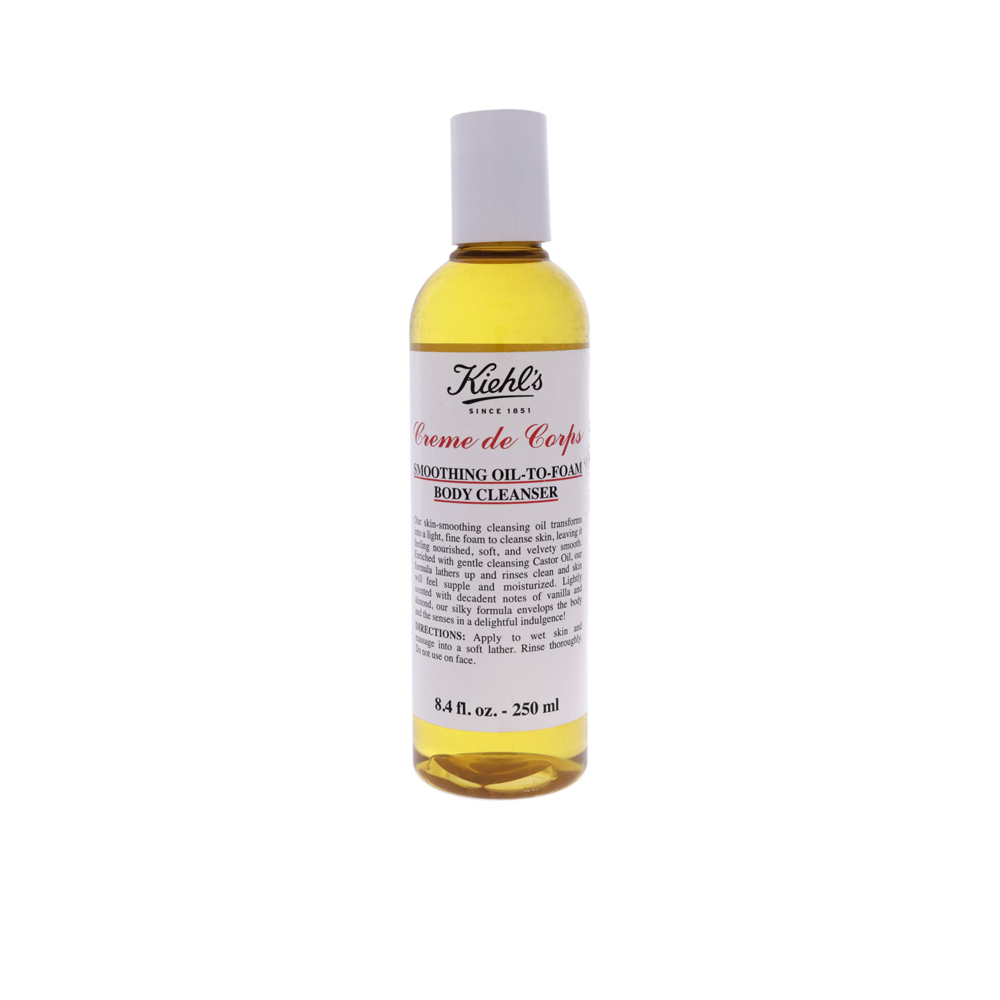 Kiehl's
SINCE 1851
Creme de Corps
SMOOTHING OIL-TO-FOAM
BODY CLEANSER
Our skin-smoothing cleansing oil transforms
into a light, fine foam to cleanse skin, leaving it
feeling nourished, soft, and velvety smooth.
Enriched with gentle cleansing Castor Oil, our
formula lathers up and rinses clean and skin
will feel supple and moisturized. Lightly
scented with decadent notes of vanilla and
almond, our silky formula envelops the body
and the senses in a delightful indulgence!
DIRECTIONS: Apply to wet skin and
massage into a soft lather. Rinse thoroughly.
Do not use on face.
8.4 fl. oz. - 250 ml